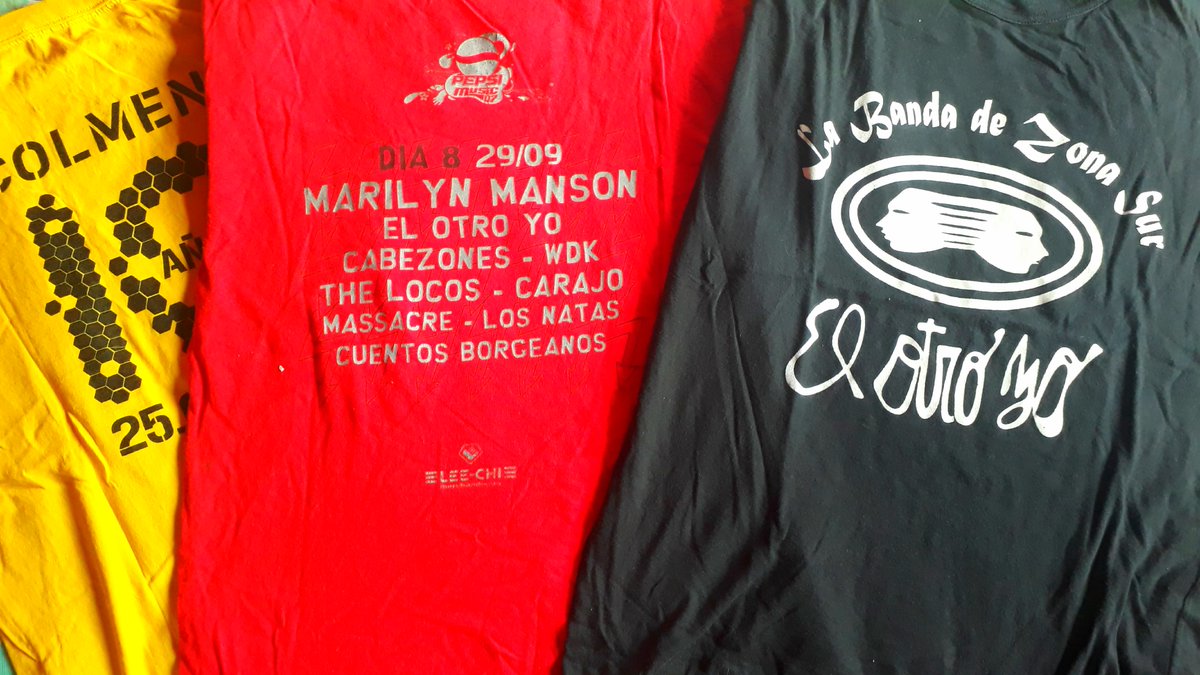 COLMEN
AÑ
25.
PEPSI
music
07
DIA 8 29/09
MARILYN MANSON
EL OTRO YO
CABEZONES - WDK
THE LOCOS - CARAJO
MASSACRE - LOS NATAS
CUENTOS BORGEANOS
LEE-CHI
La Banda de Zona Sur
El otro yo